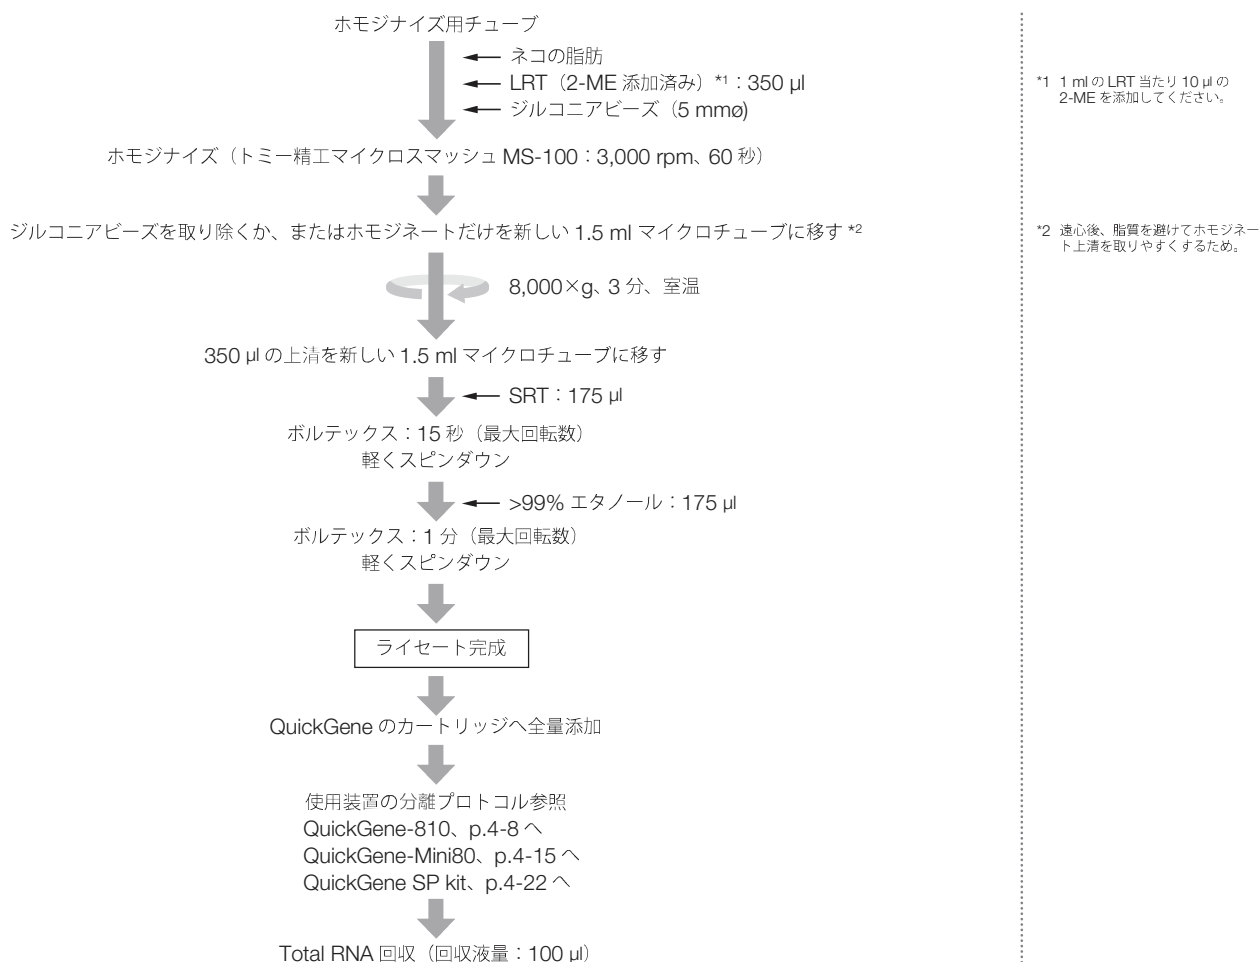 ホモジナイズ用チューブ
ネコの脂肪
LRT（2-ME 添加済み）*1：350 µl
ジルコニアビーズ（5 mmø)
*1 1 ml の LRT 当たり 10 µl の
2-ME を添加してください。
ホモジナイズ（トミー精工マイクロスマッシュ MS-100：3,000 rpm、60 秒）
ジルコニアビーズを取り除くか、またはホモジネートだけを新しい 1.5 ml マイクロチューブに移す *2
*2 遠心後、脂質を避けてホモジネー
ト上清を取りやすくするため。
8,000×g、3 分、室温
350 µl の上清を新しい 1.5 ml マイクロチューブに移す
SRT：175 µl
ボルテックス：15 秒（最大回転数）
軽くスピンダウン
>99% エタノール：175 µl
ボルテックス：1 分（最大回転数）
軽くスピンダウン
ライセート完成
QuickGene のカートリッジへ全量添加
使用装置の分離プロトコル参照
QuickGene-810、p.4-8 へ
QuickGene-Mini80、p.4-15 へ
QuickGene SP kit、p.4-22 へ
Total RNA 回収（回収液量：100 µl）